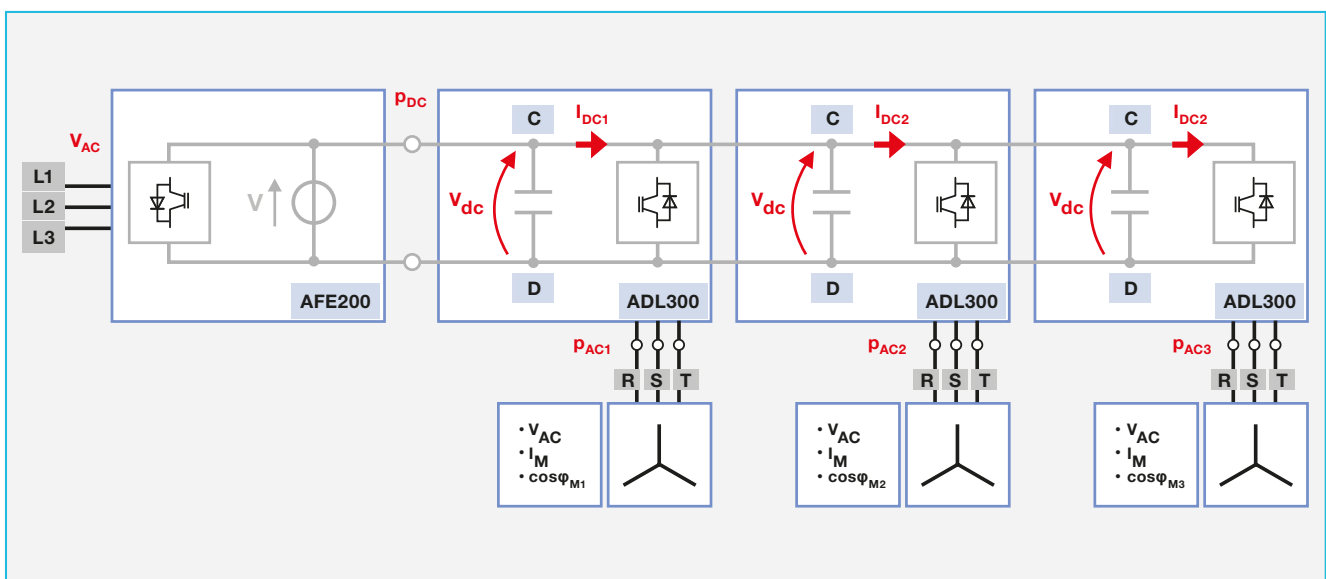 V_AC
L1
L2
L3
V
AFE200
p_DC
C
I_DC1
V_dc
D
ADL300
p_AC1
R S T
• V_AC
• I_M
• cosφ_M1
C
I_DC2
V_dc
D
ADL300
p_AC2
R S T
• V_AC
• I_M
• cosφ_M2
C
I_DC2
V_dc
D
ADL300
p_AC3
R S T
• V_AC
• I_M
• cosφ_M3